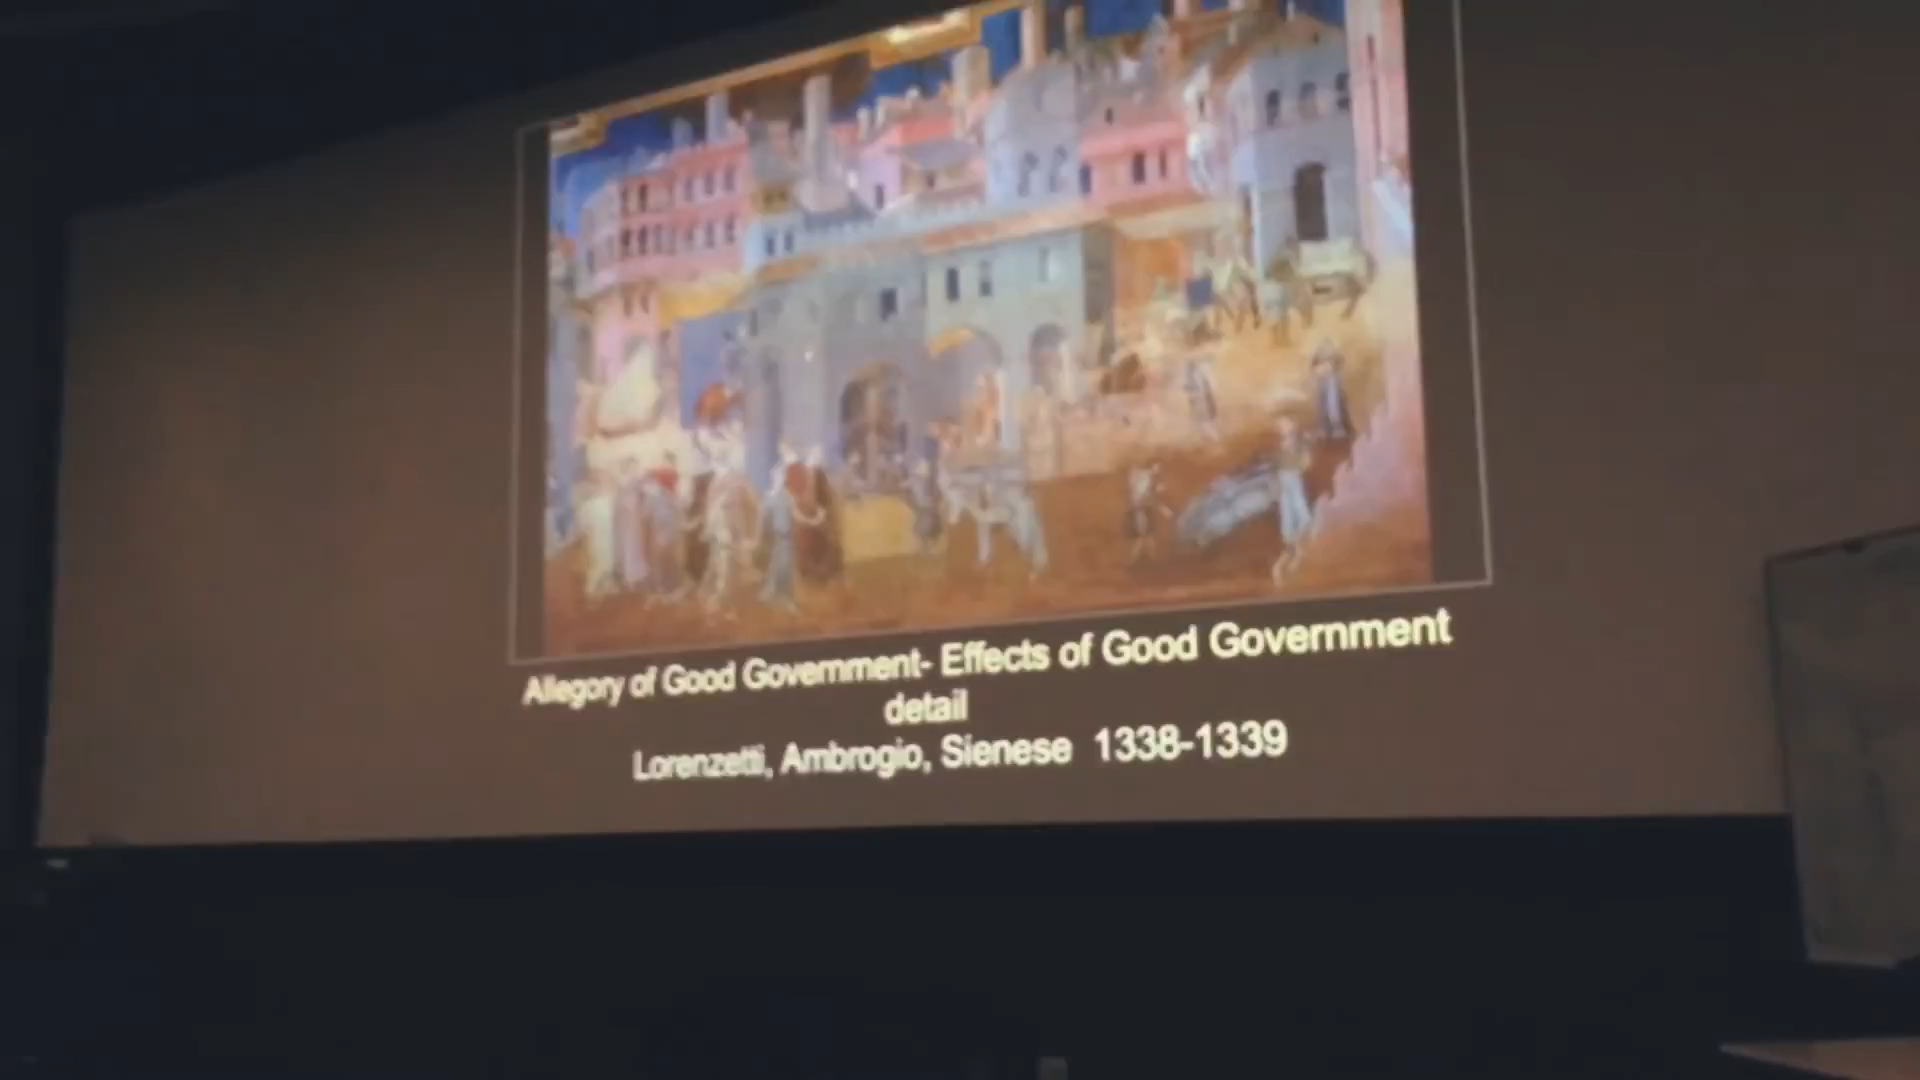 Allegory of Good Government- Effects of Good Government
detail
Lorenzetti, Ambrogio, Sienese 1338-1339